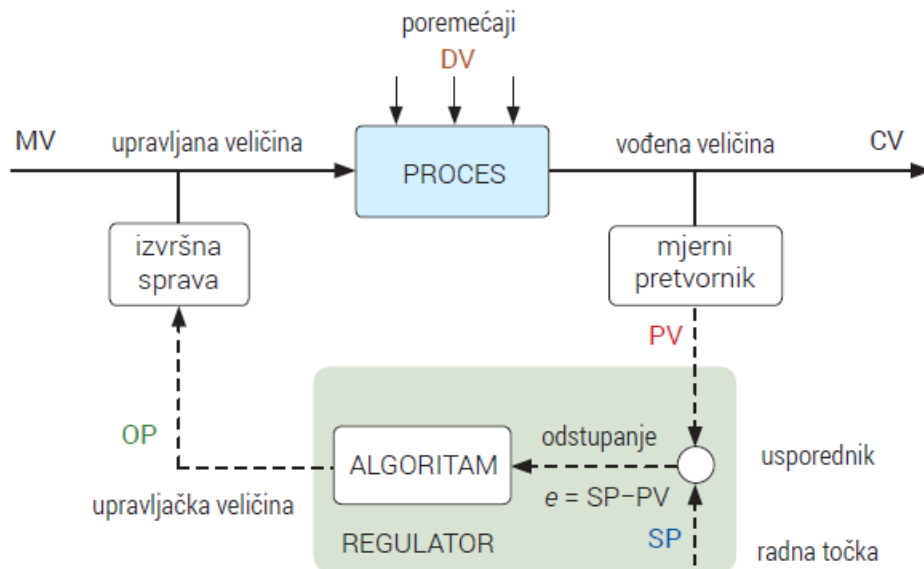 poremećaji
DV
MV
upravljana veličina
PROCES
vođena veličina
CV
izvršna
sprava
mjerni
pretvornik
PV
OP
upravljačka veličina
ALGORITAM
odstupanje
e = SP–PV
usporednik
REGULATOR
SP
radna točka